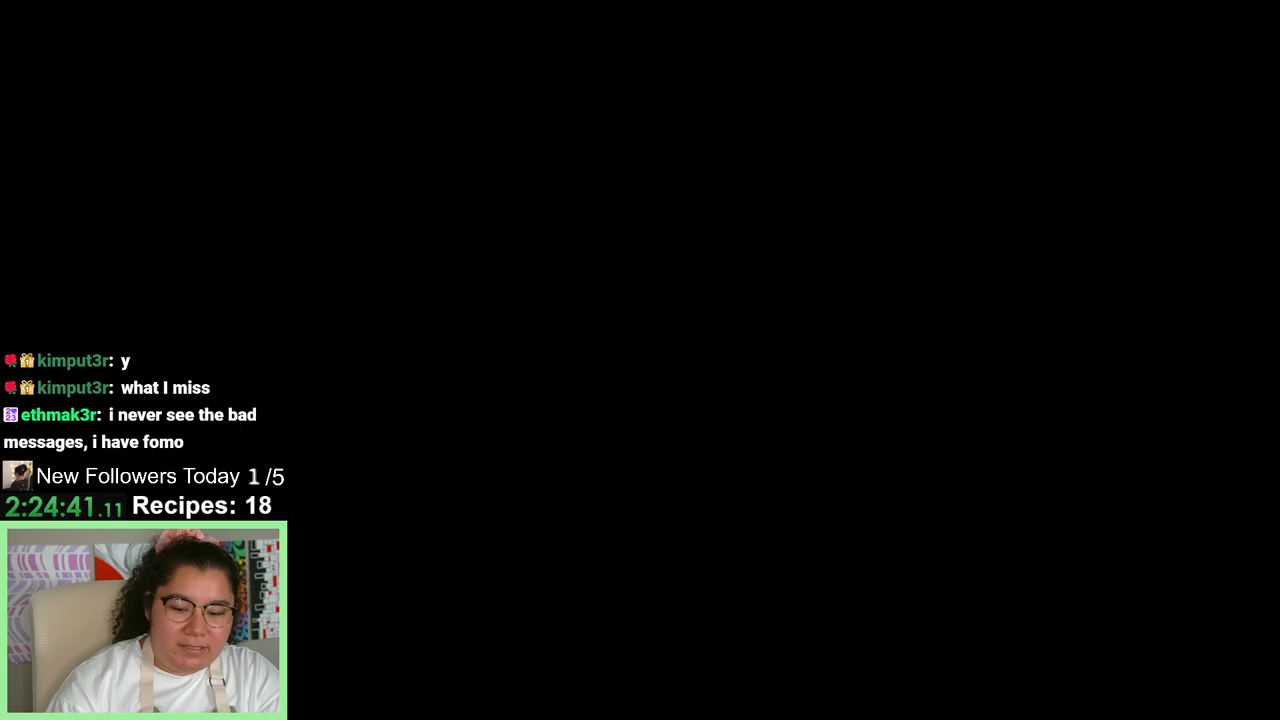 kimput3r: y
kimput3r: what I miss
ethmak3r: i never see the bad
messages, i have fomo
New Followers Today 1 /5
2:24:41.11 Recipes: 18